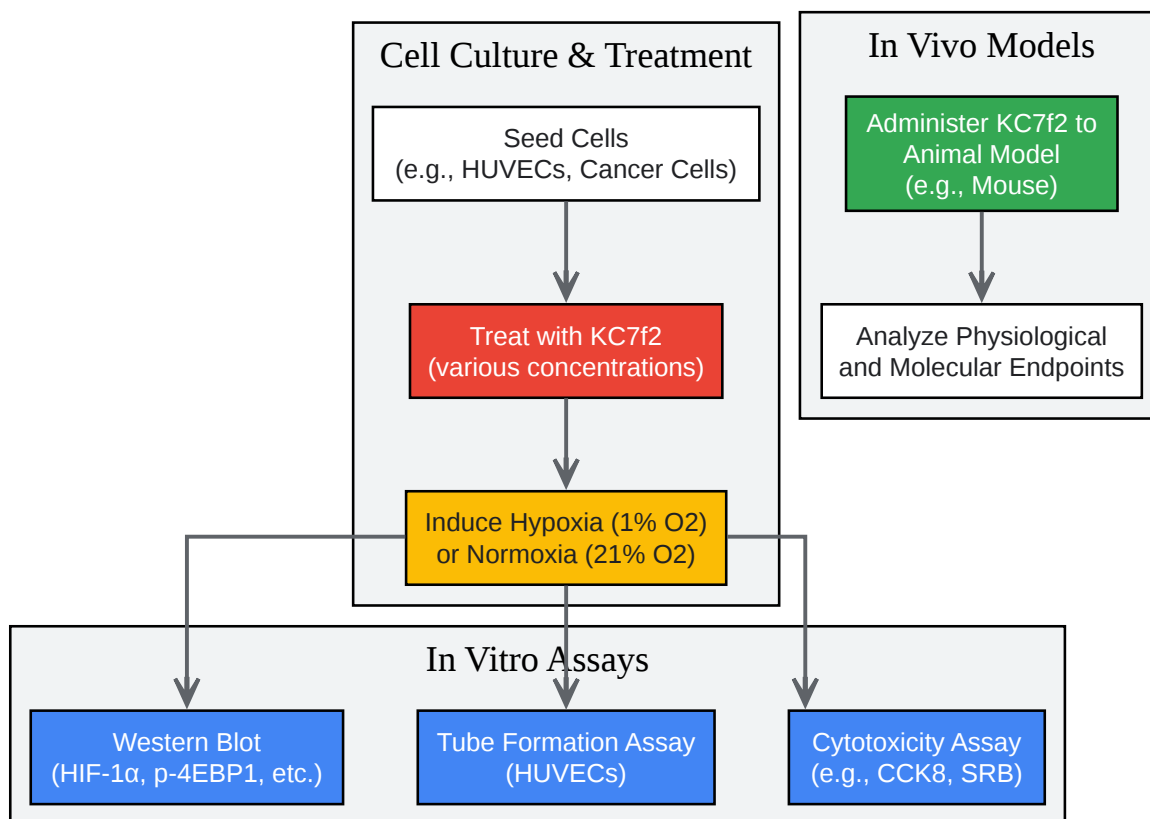 Cell Culture & Treatment
Seed Cells
(e.g., HUVECs, Cancer Cells)
Treat with KC7f2
(various concentrations)
Induce Hypoxia (1% O2)
or Normoxia (21% O2)
In Vivo Models
Administer KC7f2 to
Animal Model
(e.g., Mouse)
Analyze Physiological
and Molecular Endpoints
In Vitro Assays
Western Blot
(HIF-1α, p-4EBP1, etc.)
Tube Formation Assay
(HUVECs)
Cytotoxicity Assay
(e.g., CCK8, SRB)